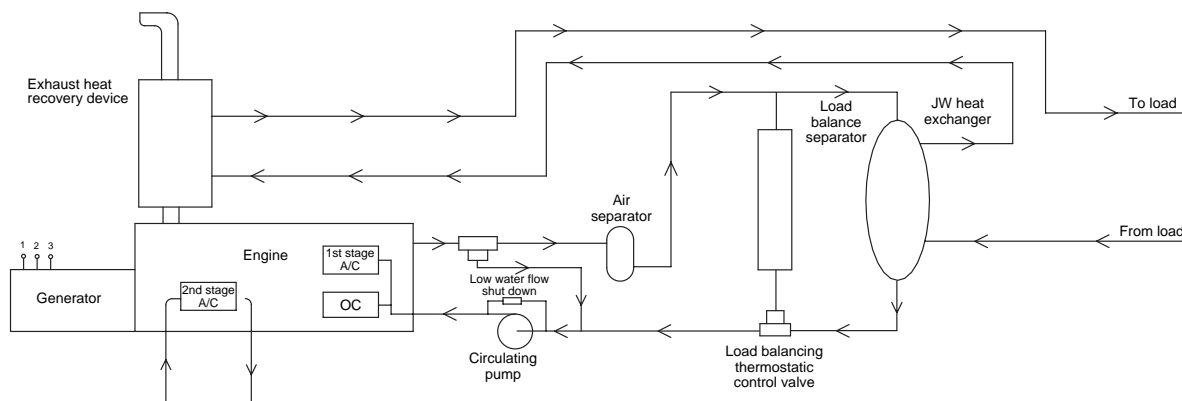 Exhaust heat
recovery device
To load
Load
balance
separator
JW heat
exchanger
Air
separator
From load
1 2 3
Engine
1st stage
A/C
Low water flow
shut down
Generator
2nd stage
A/C
OC
Circulating
pump
Load balancing
thermostatic
control valve